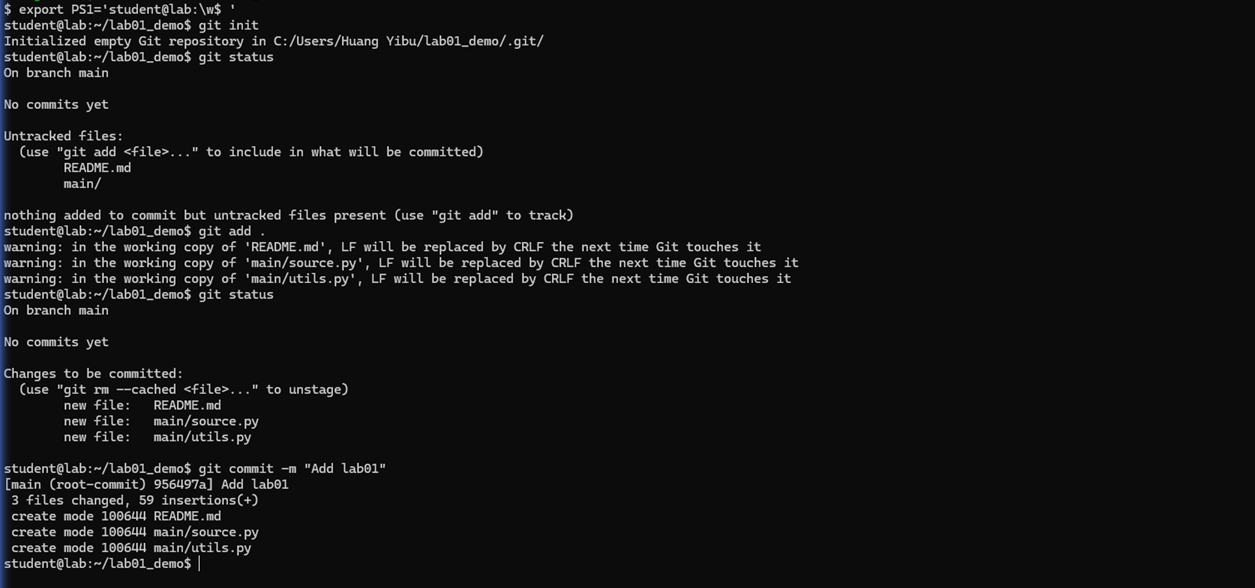 $ export PS1='student@lab:\w$ '
student@lab:~/lab01_demo$ git init
Initialized empty Git repository in C:/Users/Huang Yibu/lab01_demo/.git/
student@lab:~/lab01_demo$ git status
On branch main
No commits yet
Untracked files:
  (use "git add <file>..." to include in what will be committed)
        README.md
        main/
nothing added to commit but untracked files present (use "git add" to track)
student@lab:~/lab01_demo$ git add .
warning: in the working copy of 'README.md', LF will be replaced by CRLF the next time Git touches it
warning: in the working copy of 'main/source.py', LF will be replaced by CRLF the next time Git touches it
warning: in the working copy of 'main/utils.py', LF will be replaced by CRLF the next time Git touches it
student@lab:~/lab01_demo$ git status
On branch main
No commits yet
Changes to be committed:
  (use "git rm --cached <file>..." to unstage)
        new file:   README.md
        new file:   main/source.py
        new file:   main/utils.py
student@lab:~/lab01_demo$ git commit -m "Add lab01"
[main (root-commit) 956497a] Add lab01
 3 files changed, 59 insertions(+)
 create mode 100644 README.md
 create mode 100644 main/source.py
 create mode 100644 main/utils.py
student@lab:~/lab01_demo$